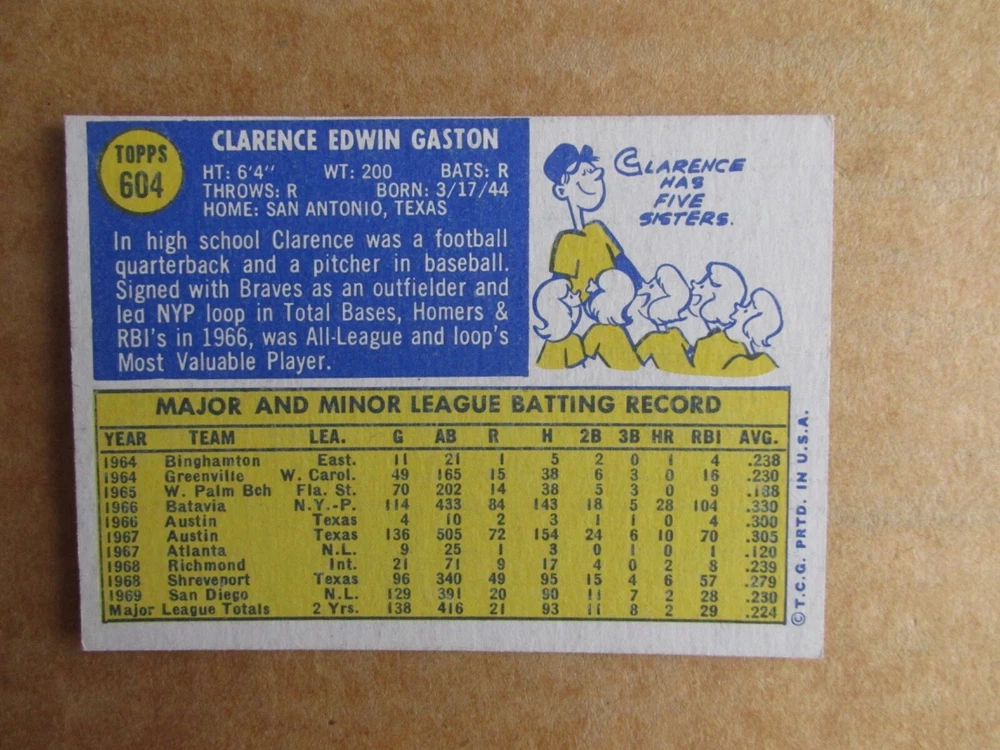 TOPPS
604
CLARENCE EDWIN GASTON
HT: 6'4" WT: 200 BATS: R
THROWS: R BORN: 3/17/44
HOME: SAN ANTONIO, TEXAS
In high school Clarence was a football
quarterback and a pitcher in baseball.
Signed with Braves as an outfielder and
led NYP loop in Total Bases, Homers &
RBI's in 1966, was All-League and loop's
Most Valuable Player.
CLARENCE
HAS
FIVE
SISTERS.
MAJOR AND MINOR LEAGUE BATTING RECORD
YEAR TEAM LEA. G AB R H 2B 3B HR RBI AVG.
1964 Binghamton East. 11 21 1 5 2 0 1 4 .238
1964 Greenville W. Carol. 49 165 15 38 6 3 0 16 .230
1965 W. Palm Bch Fla. St. 70 202 14 38 5 3 0 9 .188
1966 Batavia N.Y.-P. 114 433 84 143 18 5 28 104 .330
1966 Austin Texas 4 10 2 3 1 1 0 4 .300
1967 Austin Texas 136 505 72 154 24 6 10 70 .305
1967 Atlanta N.L. 9 25 1 3 0 1 0 1 .120
1968 Richmond Int. 21 71 9 17 4 0 2 8 .239
1968 Shreveport Texas 96 340 49 95 15 4 6 57 .279
1969 San Diego N.L. 129 391 20 90 11 7 2 28 .230
Major League Totals 2 Yrs. 138 416 21 93 11 8 2 29 .224
© T.C.G. PRTD. IN U.S.A.